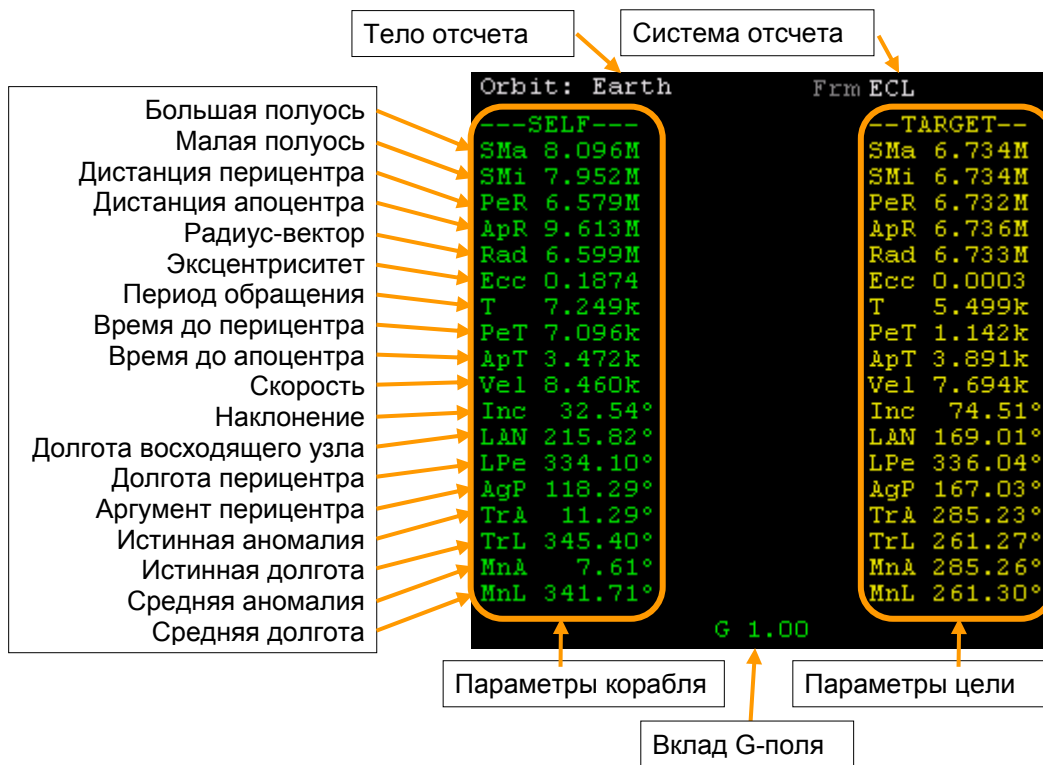 Тело отсчета
Система отсчета
Orbit: Earth Frm ECL
Большая полуось
Малая полуось
Дистанция перицентра
Дистанция апоцентра
Радиус-вектор
Эксцентриситет
Период обращения
Время до перицентра
Время до апоцентра
Скорость
Наклонение
Долгота восходящего узла
Долгота перицентра
Аргумент перицентра
Истинная аномалия
Истинная долгота
Средняя аномалия
Средняя долгота
---SELF---
SMa 8.096M
SMi 7.952M
PeR 6.579M
ApR 9.613M
Rad 6.599M
Ecc 0.1874
T 7.249k
PeT 7.096k
ApT 3.472k
Vel 8.460k
Inc 32.54°
LAN 215.82°
LPe 334.10°
AgP 118.29°
TrA 11.29°
TrL 345.40°
MnA 7.61°
MnL 341.71°
--TARGET--
SMa 6.734M
SMi 6.734M
PeR 6.732M
ApR 6.736M
Rad 6.733M
Ecc 0.0003
T 5.499k
PeT 1.142k
ApT 3.891k
Vel 7.694k
Inc 74.51°
LAN 169.01°
LPe 336.04°
AgP 167.03°
TrA 285.23°
TrL 261.27°
MnA 285.26°
MnL 261.30°
G 1.00
Параметры корабля
Параметры цели
Вклад G-поля